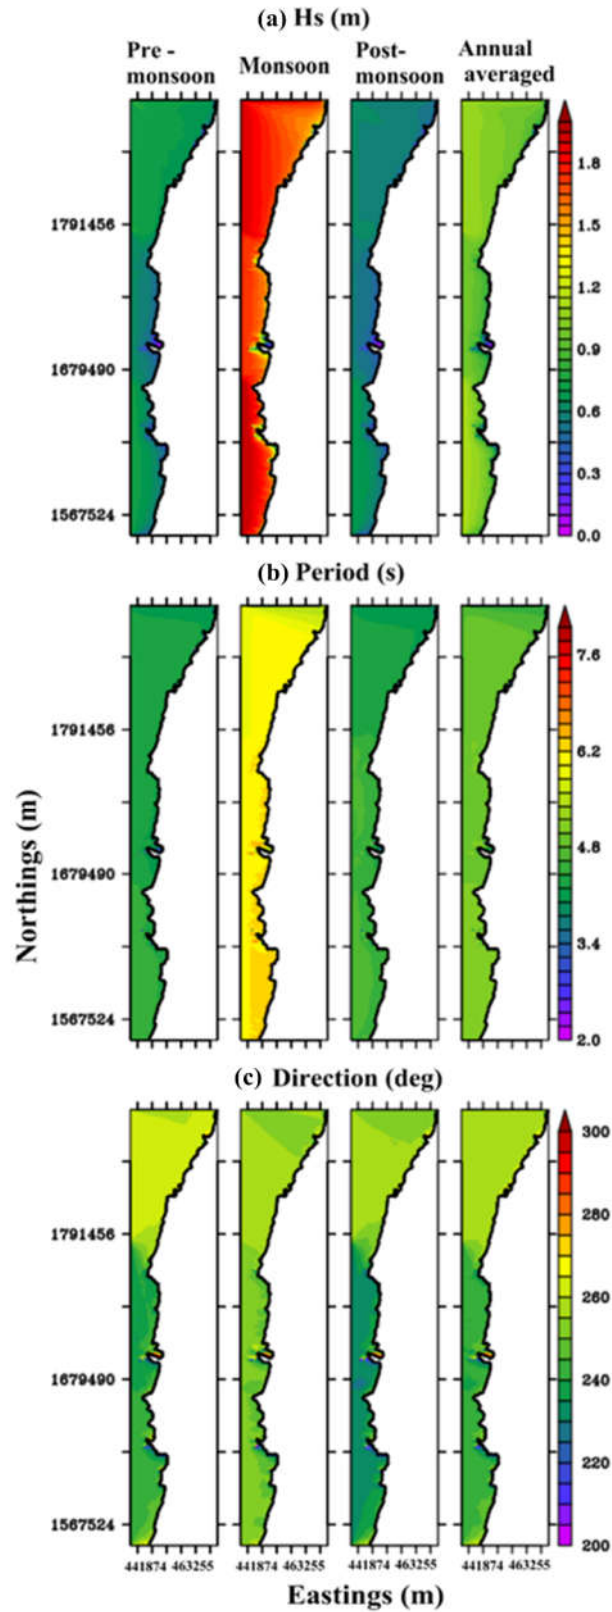 (a) Hs (m)
Pre - monsoon
Monsoon
Post- monsoon
Annual averaged
1791456
1679490
1567524
1.8
1.5
1.2
0.9
0.6
0.3
0.0
(b) Period (s)
1791456
1679490
1567524
7.6
6.2
4.8
3.4
2.0
Northings (m)
(c) Direction (deg)
1791456
1679490
1567524
300
280
260
240
220
200
441874 463255 441874 463255 441874 463255 441874 463255
Eastings (m)